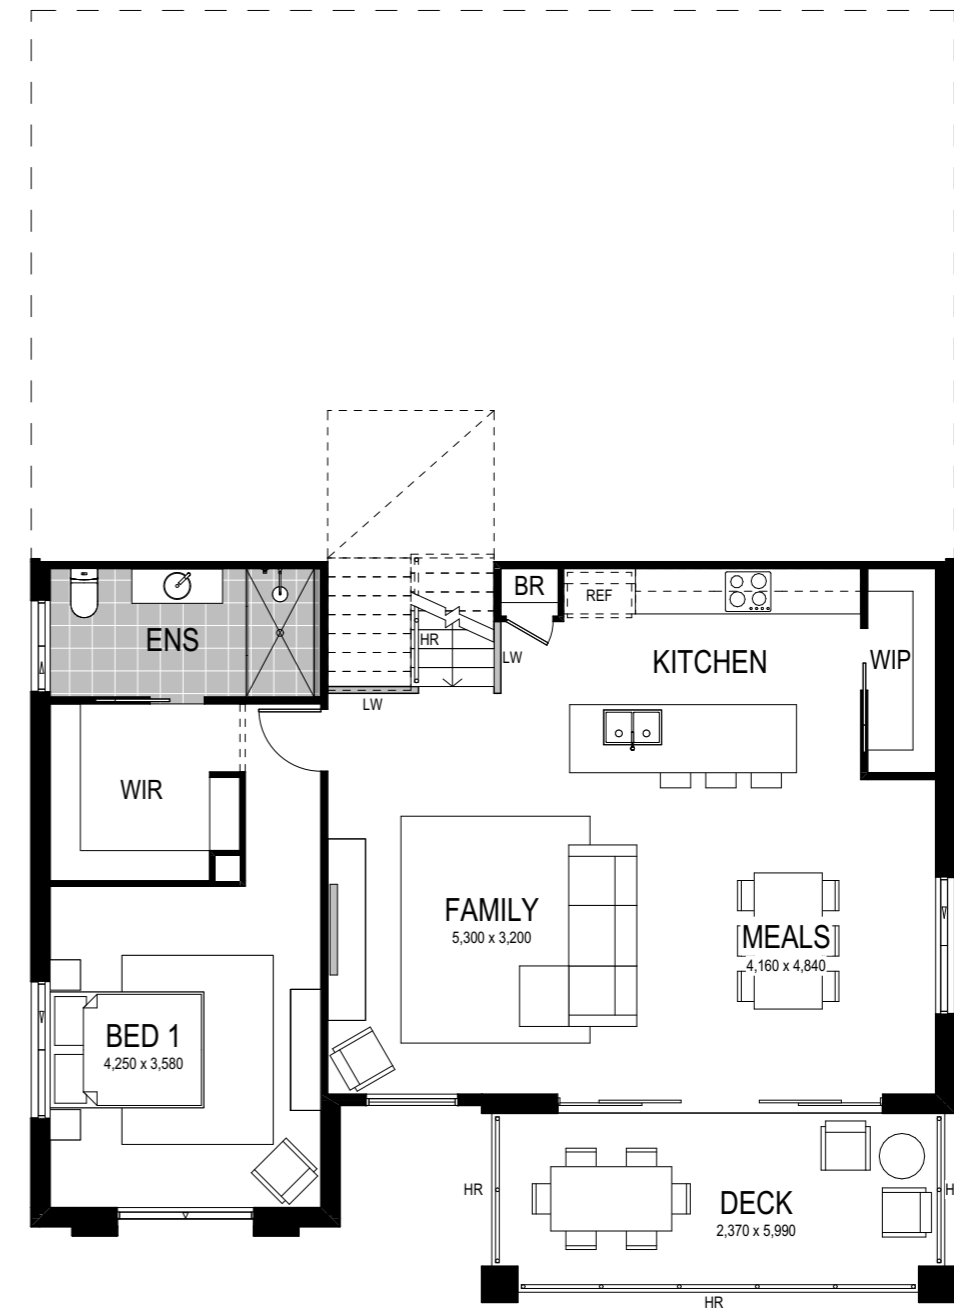 BR
REF
ENS
HR
LW
KITCHEN
WIP
LW
WIR
FAMILY
5,300 x 3,200
MEALS
4,160 x 4,840
BED 1
4,250 x 3,580
HR
DECK
2,370 x 5,990
H
HR